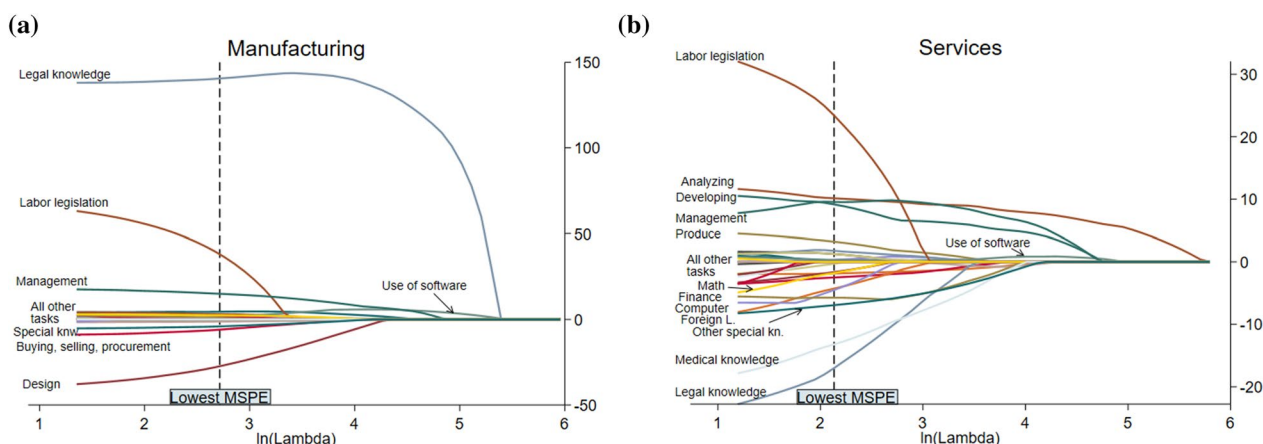 (a)
Manufacturing
Legal knowledge
Labor legislation
Management
All other
tasks
Special knw.
Buying, selling, procurement
Design
Use of software
Lowest MSPE
150
100
50
0
-50
1 2 3 4 5 6
ln(Lambda)
(b)
Services
Labor legislation
Analyzing
Developing
Management
Produce
All other
tasks
Math
Finance
Computer
Foreign L.
Other special kn.
Medical knowledge
Legal knowledge
Use of software
Lowest MSPE
30
20
10
0
-10
-20
1 2 3 4 5 6
ln(Lambda)